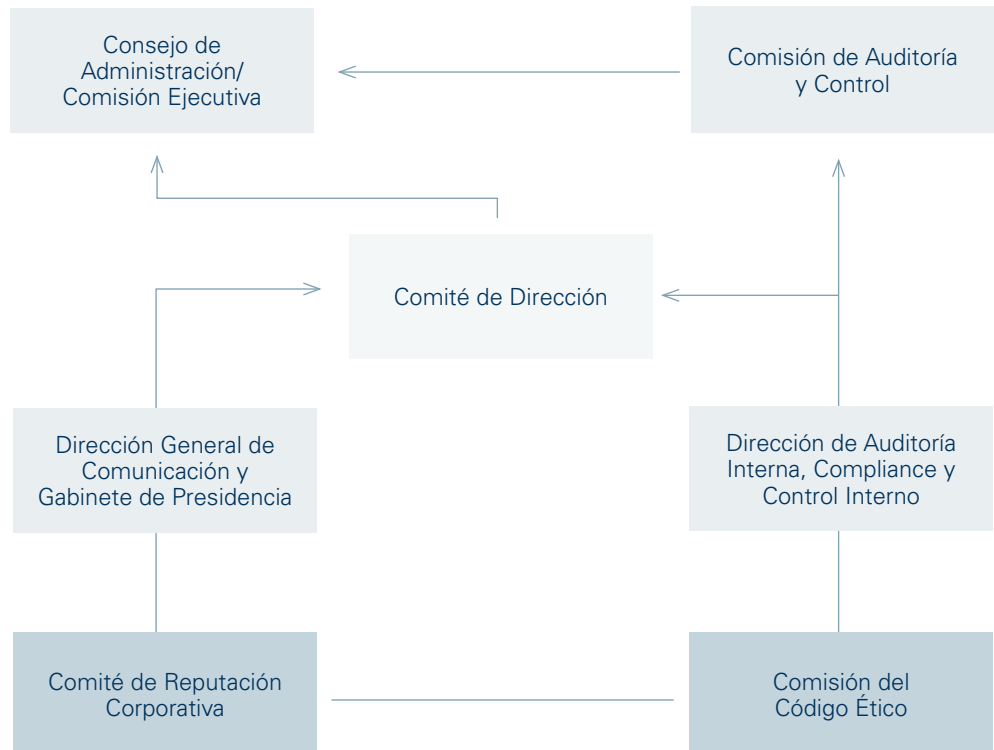 Consejo de
Administración/
Comisión Ejecutiva
Comisión de Auditoría
y Control
Comité de Dirección
Dirección General de
Comunicación y
Gabinete de Presidencia
Dirección de Auditoría
Interna, Compliance y
Control Interno
Comité de Reputación
Corporativa
Comisión del
Código Ético